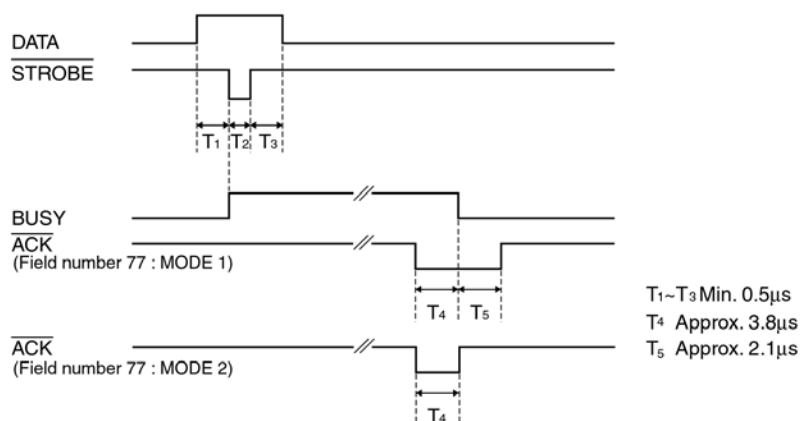 DATA
STROBE
T1 T2 T3
BUSY
ACK
(Field number 77 : MODE 1)
T4 T5
T1~T3 Min. 0.5µs
T4 Approx. 3.8µs
T5 Approx. 2.1µs
ACK
(Field number 77 : MODE 2)
T4